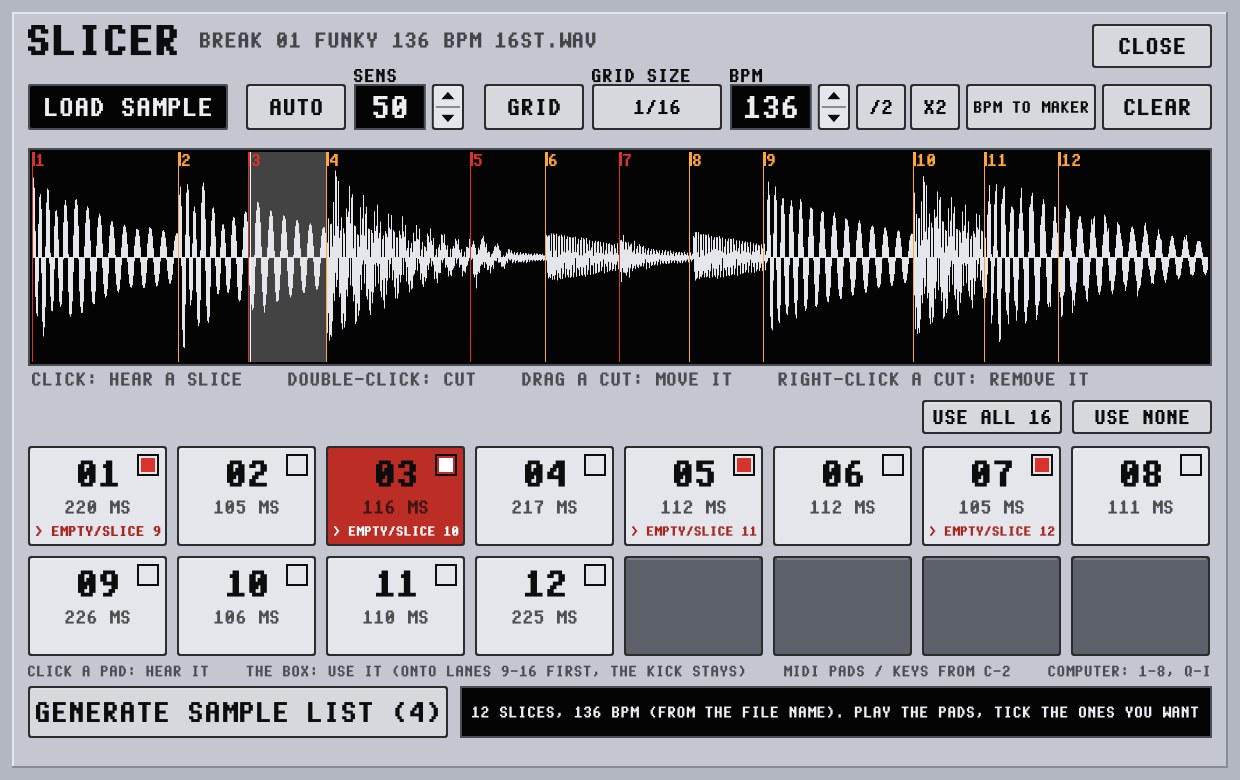 SLICER BREAK 01 FUNKY 136 BPM 16ST.WAV CLOSE
SENS GRID SIZE BPM
LOAD SAMPLE AUTO 50 GRID 1/16 136 /2 X2 BPM TO MAKER CLEAR
1 2 3 4 5 6 7 8 9 10 11 12
CLICK: HEAR A SLICE DOUBLE-CLICK: CUT DRAG A CUT: MOVE IT RIGHT-CLICK A CUT: REMOVE IT
USE ALL 16 USE NONE
01 02 03 04 05 06 07 08
220 MS 105 MS 116 MS 217 MS 112 MS 112 MS 105 MS 111 MS
> EMPTY/SLICE 9 > EMPTY/SLICE 10 > EMPTY/SLICE 11 > EMPTY/SLICE 12
09 10 11 12
226 MS 106 MS 110 MS 225 MS
CLICK A PAD: HEAR IT THE BOX: USE IT (ONTO LANES 9-16 FIRST, THE KICK STAYS) MIDI PADS / KEYS FROM C-2 COMPUTER: 1-8, Q-I
GENERATE SAMPLE LIST (4) 12 SLICES, 136 BPM (FROM THE FILE NAME). PLAY THE PADS, TICK THE ONES YOU WANT